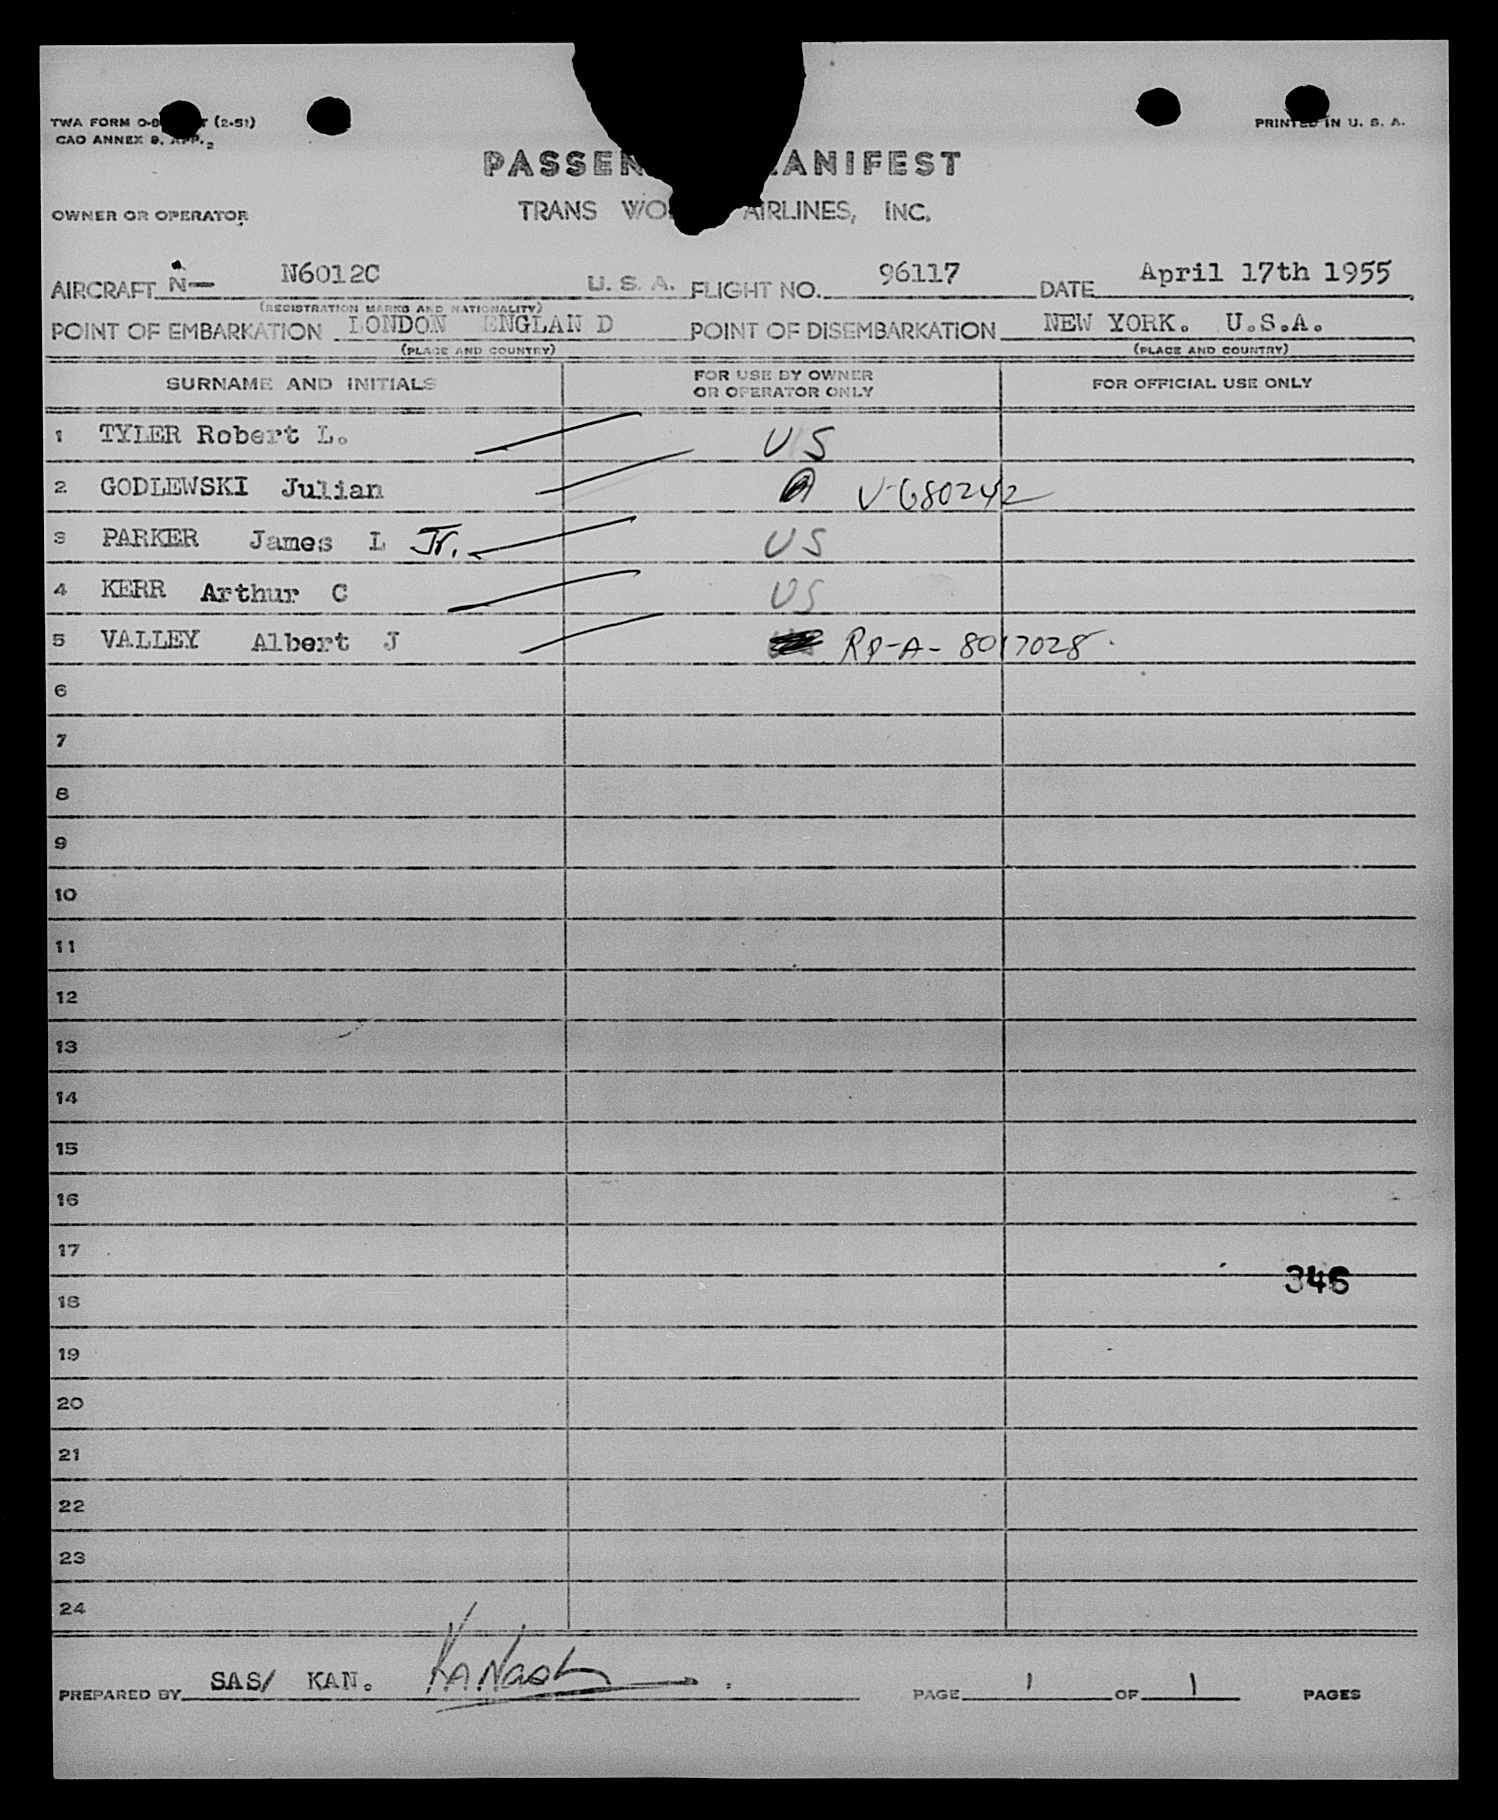 TWA FORM O-8 T (2-51)
PRINTED IN U. S. A.
CAO ANNEX 9, APP. 2
PASSEN ANIFEST
OWNER OR OPERATOR
TRANS WO AIRLINES, INC.
AIRCRAFT N— N6012C U. S. A. FLIGHT NO. 96117 DATE April 17th 1955
(REGISTRATION MARKS AND NATIONALITY)
POINT OF EMBARKATION LONDON ENGLAN D POINT OF DISEMBARKATION NEW YORK. U.S.A.
(PLACE AND COUNTRY) (PLACE AND COUNTRY)
SURNAME AND INITIALS FOR USE BY OWNER OR OPERATOR ONLY FOR OFFICIAL USE ONLY
1 TYLER Robert L. US
2 GODLEWSKI Julian A V-680242
3 PARKER James L Jr. US
4 KERR Arthur C US
5 VALLEY Albert J RP-A-8017028
6
7
8
9
10
11
12
13
14
15
16
17
346
18
19
20
21
22
23
24
PREPARED BY SAS/ KAN. K.A. Nash PAGE 1 OF 1 PAGES